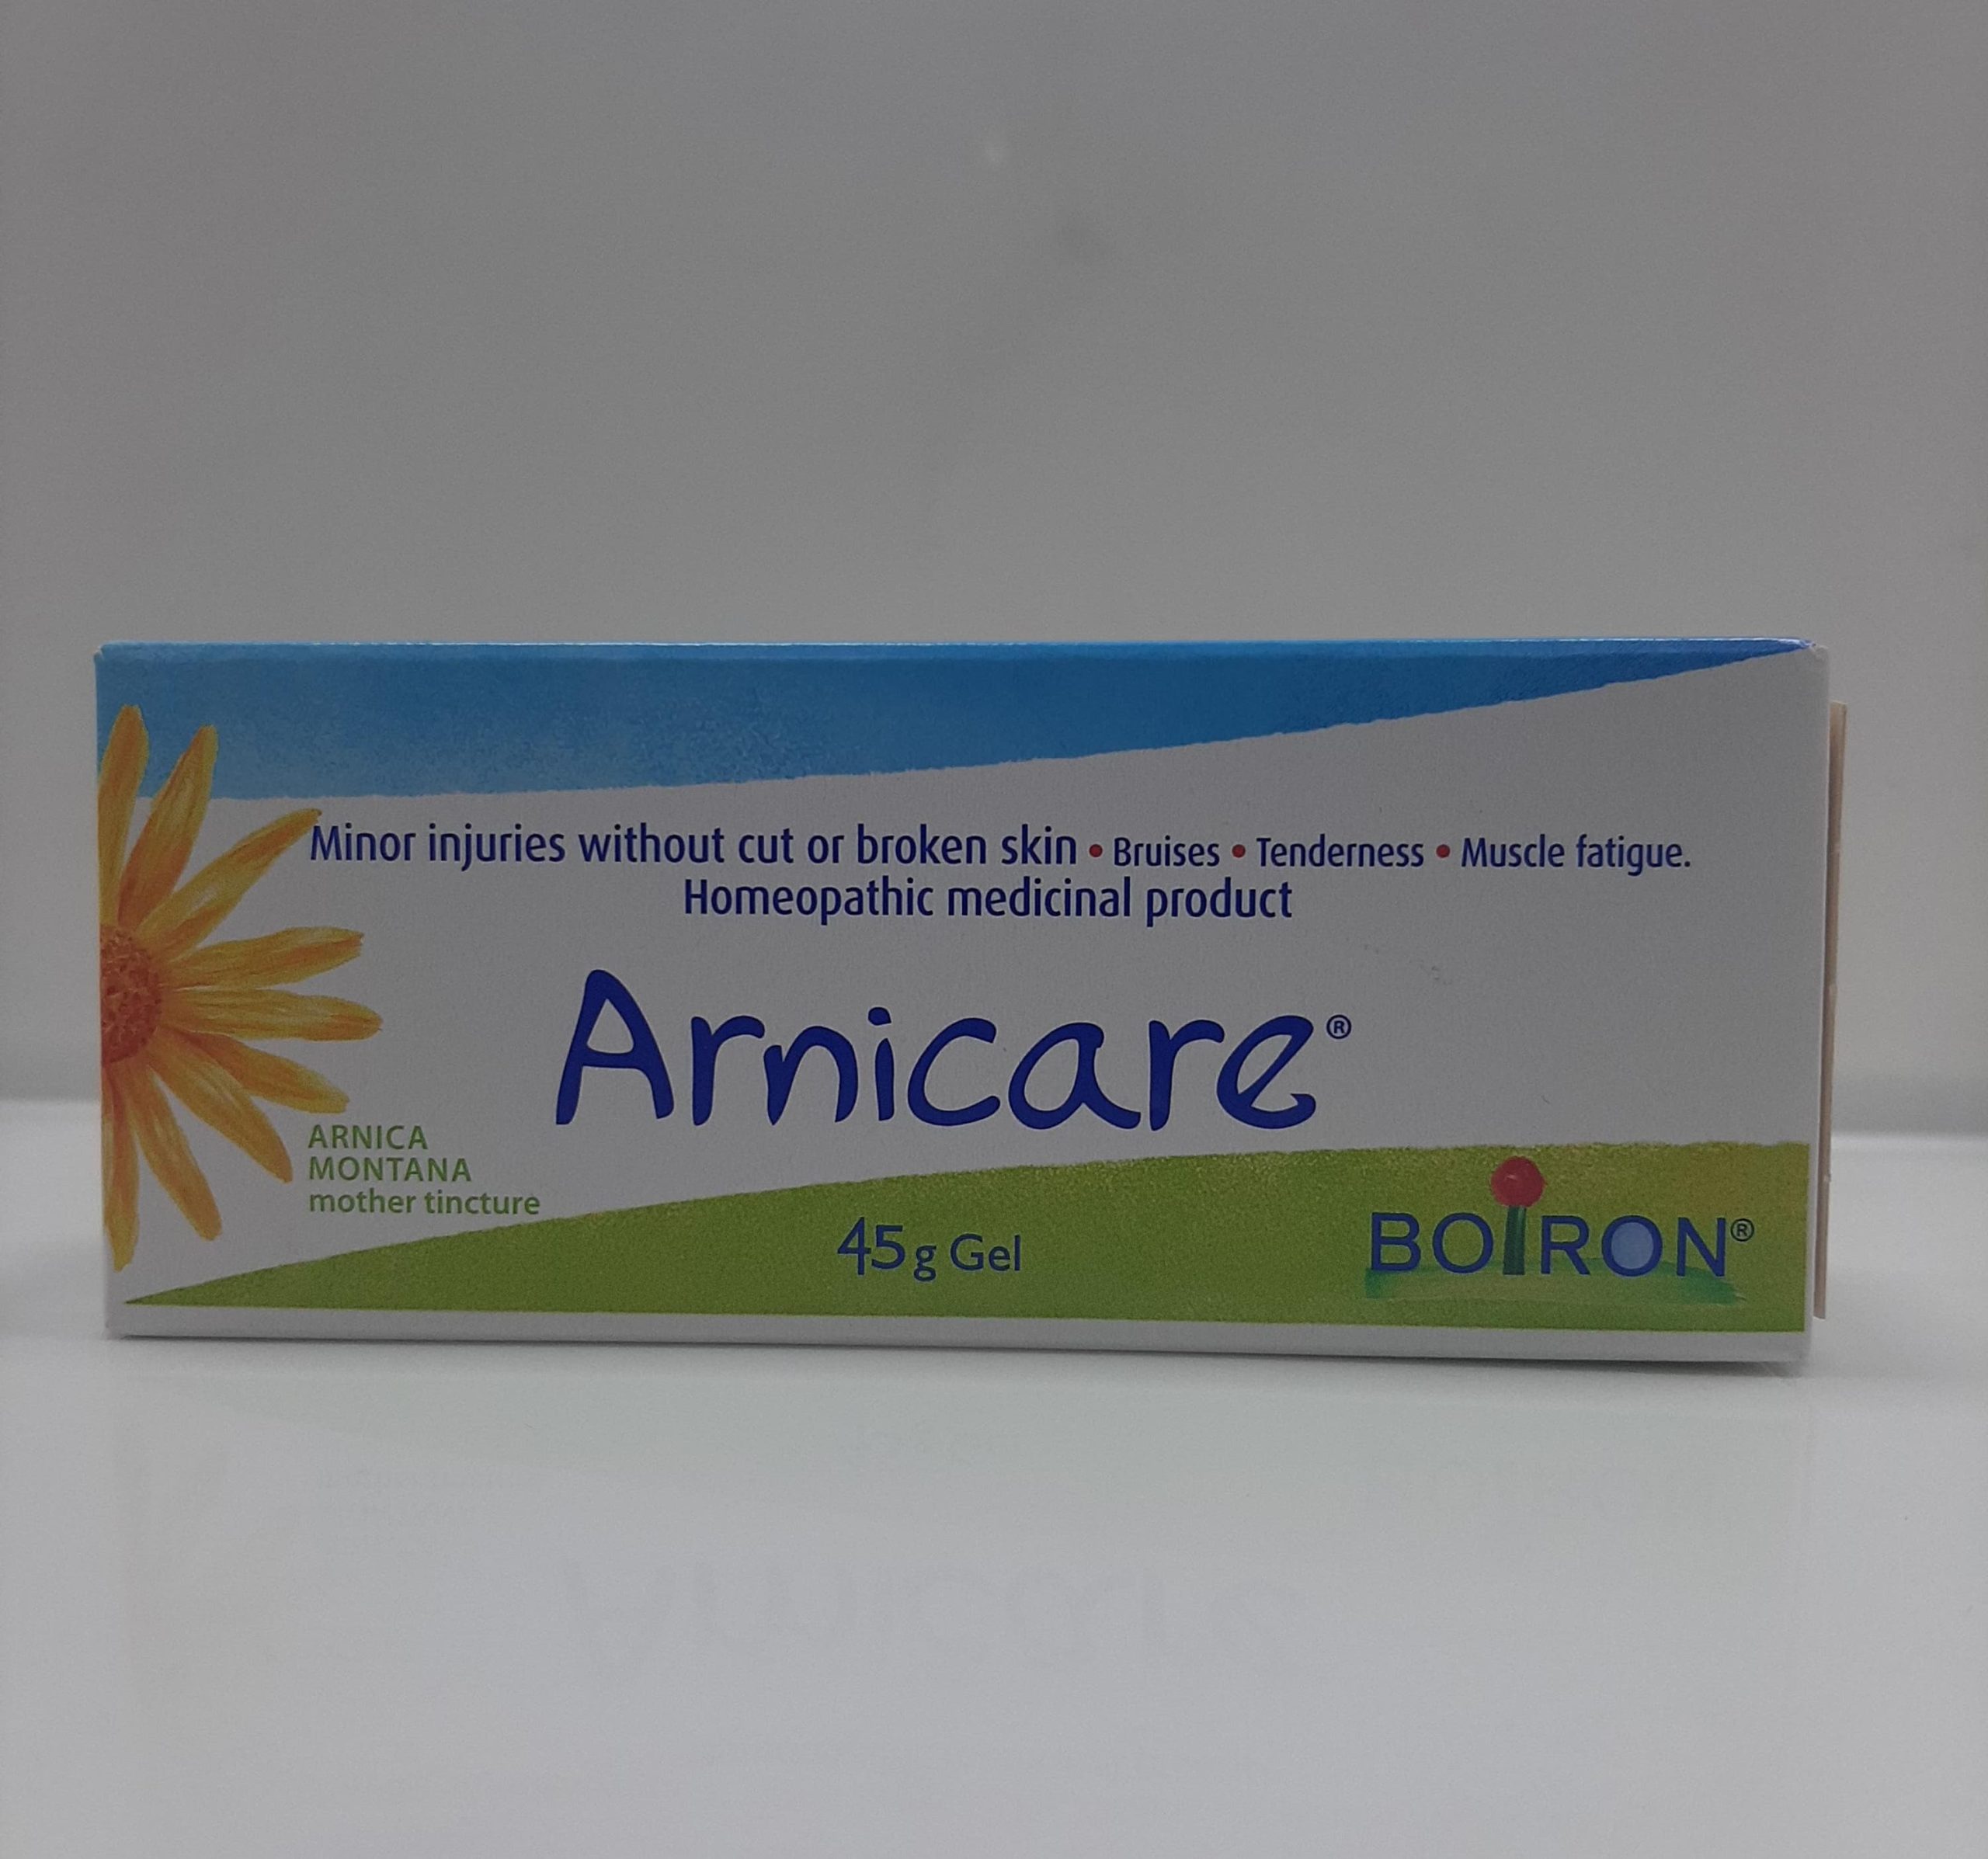 Minor injuries without cut or broken skin • Bruises • Tenderness • Muscle fatigue.
Homeopathic medicinal product
Arnicare®
ARNICA
MONTANA
mother tincture
45g Gel
BOIRON®